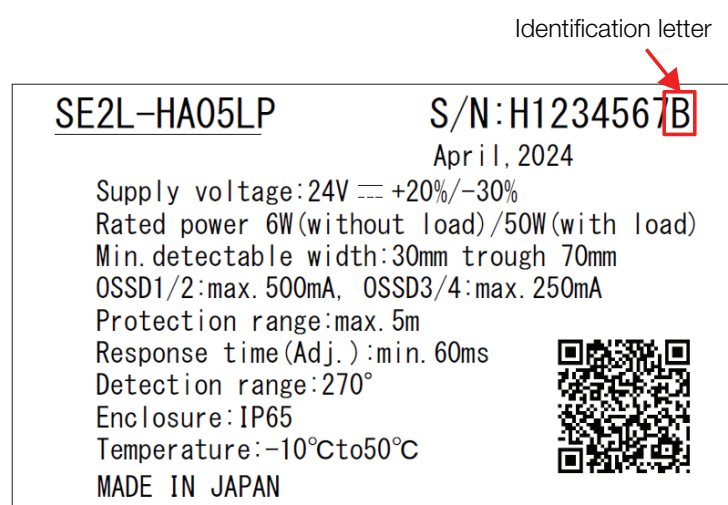 Identification letter
SE2L-HA05LP
S/N:H1234567B
April,2024
Supply voltage:24V ⎓ +20%/-30%
Rated power 6W(without load)/50W(with load)
Min.detectable width:30mm trough 70mm
OSSD1/2:max.500mA, OSSD3/4:max.250mA
Protection range:max.5m
Response time(Adj.):min.60ms
Detection range:270°
Enclosure:IP65
Temperature:-10℃to50℃
MADE IN JAPAN